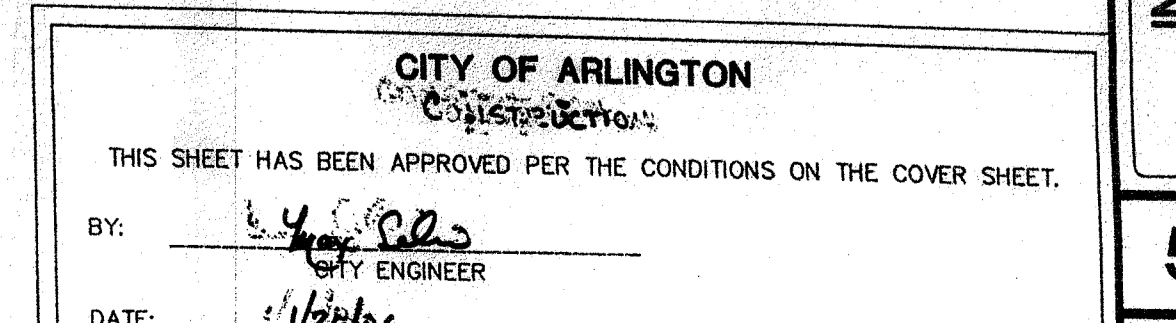 CITY OF ARLINGTON
CONSTRUCTION
THIS SHEET HAS BEEN APPROVED PER THE CONDITIONS ON THE COVER SHEET.
BY:
CITY ENGINEER
DATE: